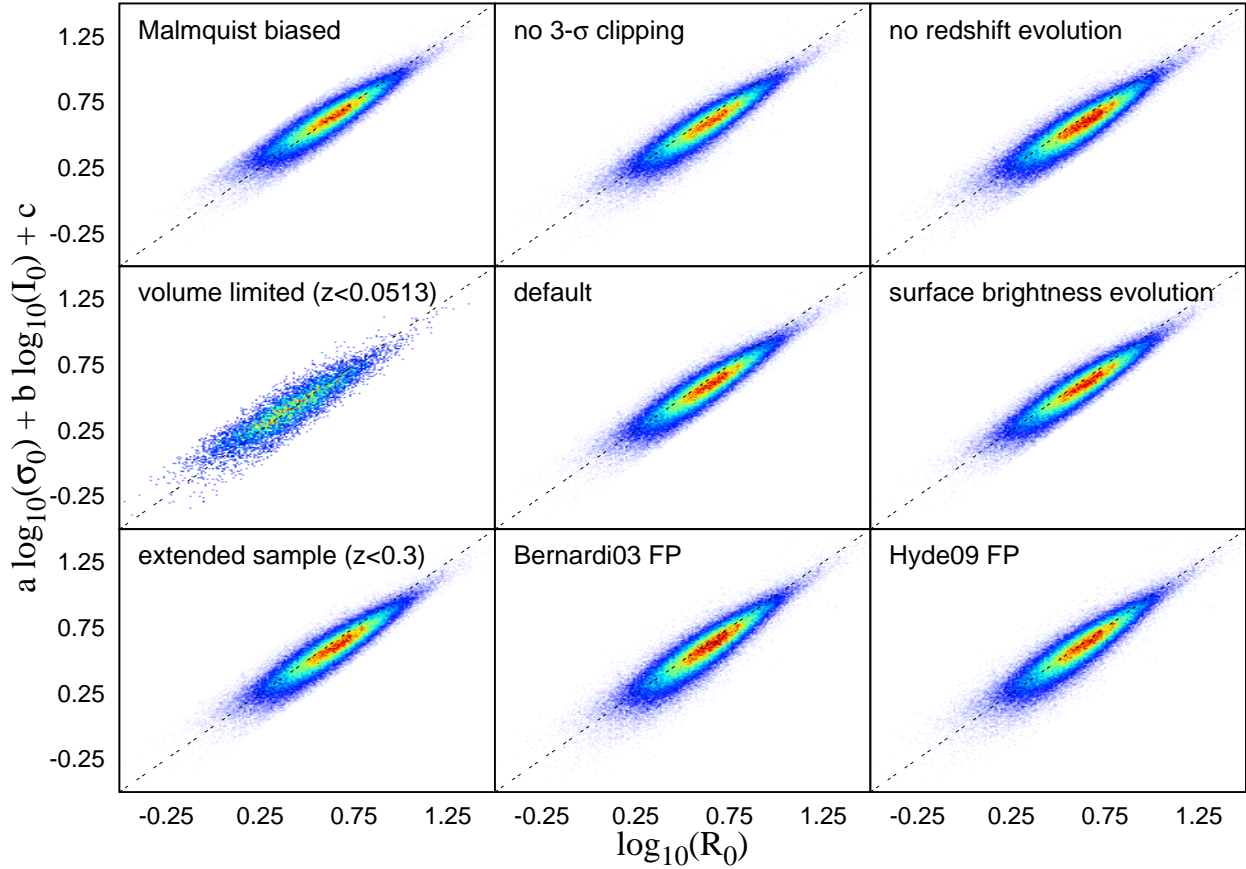 Malmquist biased
no 3-σ clipping
no redshift evolution
1.25
0.75
0.25
-0.25
volume limited (z<0.0513)
default
surface brightness evolution
1.25
0.75
0.25
-0.25
extended sample (z<0.3)
Bernardi03 FP
Hyde09 FP
1.25
0.75
0.25
-0.25
a log10(σ0) + b log10(I0) + c
-0.25 0.25 0.75 1.25 -0.25 0.25 0.75 1.25 -0.25 0.25 0.75 1.25
log10(R0)